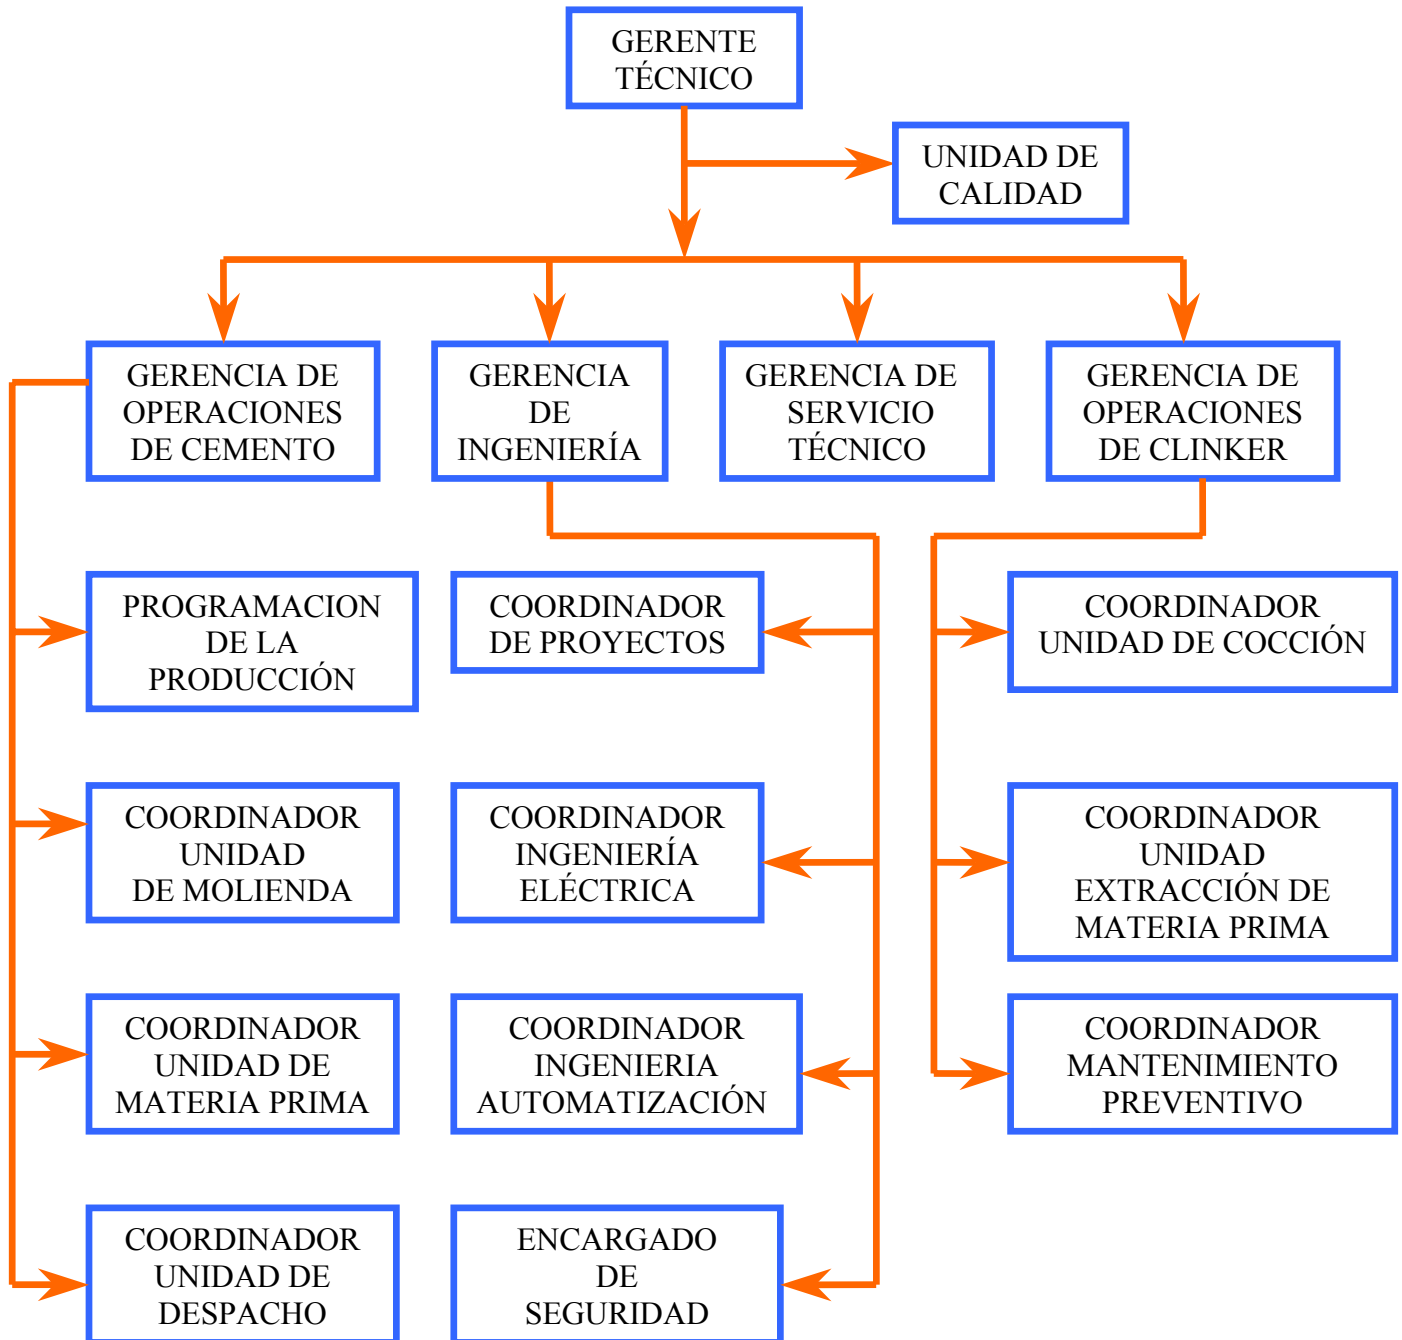 GERENTE
TÉCNICO
UNIDAD DE
CALIDAD
GERENCIA DE
OPERACIONES
DE CEMENTO
GERENCIA
DE
INGENIERÍA
GERENCIA DE
SERVICIO
TÉCNICO
GERENCIA DE
OPERACIONES
DE CLINKER
PROGRAMACION
DE LA
PRODUCCIÓN
COORDINADOR
DE PROYECTOS
COORDINADOR
UNIDAD DE COCCIÓN
COORDINADOR
UNIDAD
DE MOLIENDA
COORDINADOR
INGENIERÍA
ELÉCTRICA
COORDINADOR
UNIDAD
EXTRACCIÓN DE
MATERIA PRIMA
COORDINADOR
UNIDAD DE
MATERIA PRIMA
COORDINADOR
INGENIERIA
AUTOMATIZACIÓN
COORDINADOR
MANTENIMIENTO
PREVENTIVO
COORDINADOR
UNIDAD DE
DESPACHO
ENCARGADO
DE
SEGURIDAD